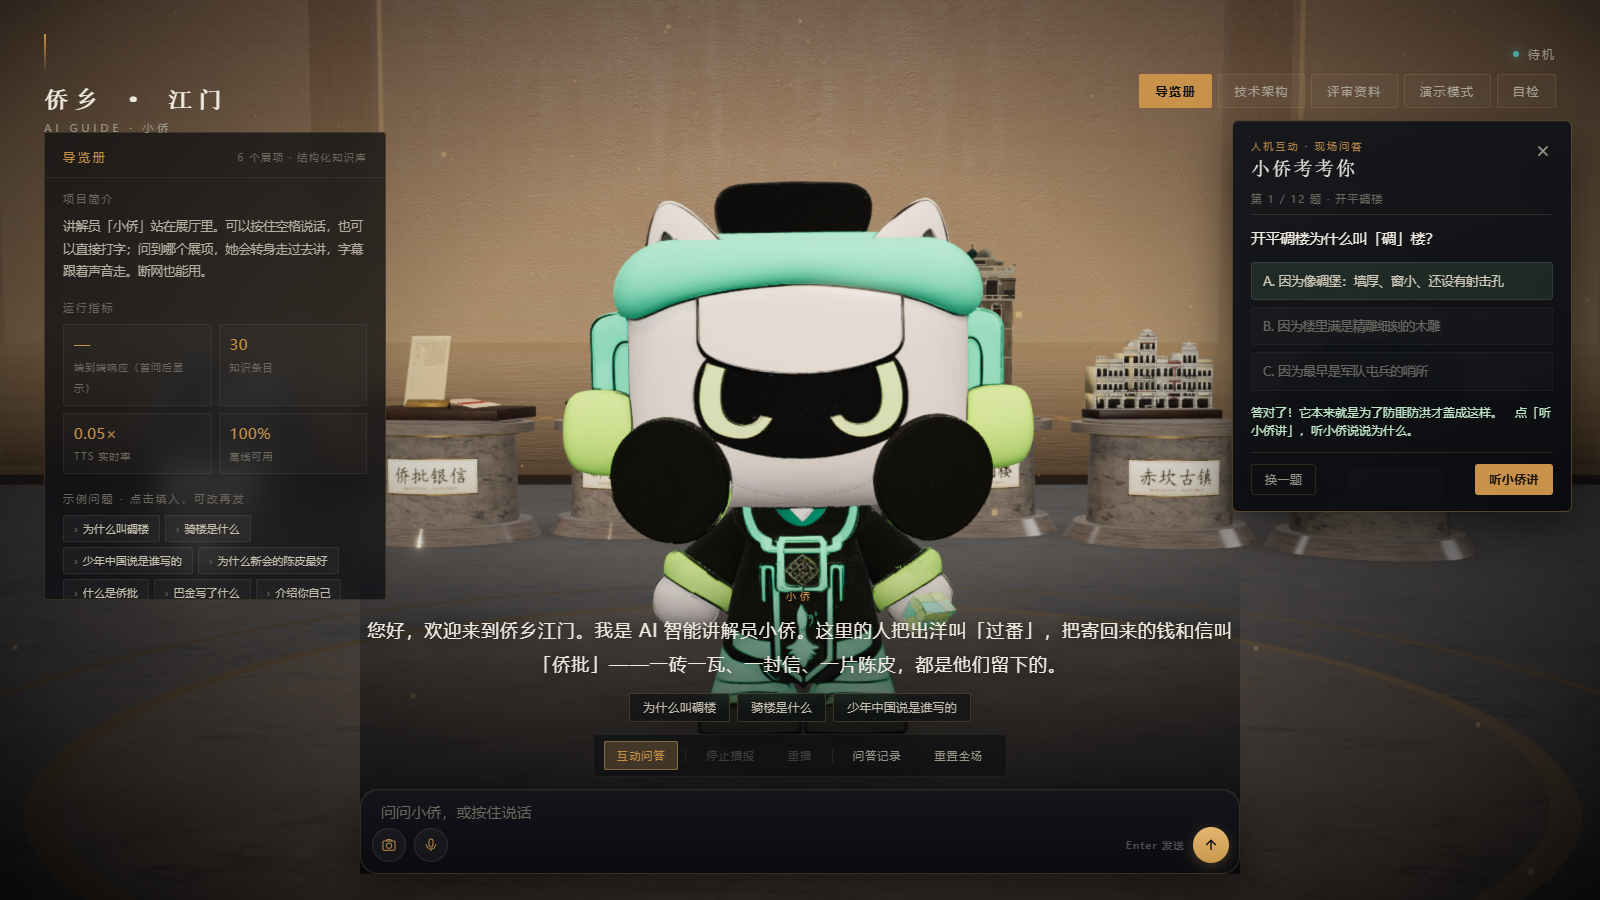 侨乡 · 江门
AI GUIDE · 小侨
待机
导览册
技术架构
评审资料
演示模式
自检
导览册
6 个展项 · 结构化知识库
项目简介
讲解员「小侨」站在展厅里。可以按住空格说话，也可
以直接打字；问到哪个展项，她会转身走过去讲，字幕
跟着声音走。断网也能用。
运行指标
—
端到端响应（首问后显
示）
30
知识条目
0.05×
TTS 实时率
100%
离线可用
示例问题 · 点击填入，可改再发
› 为什么叫碉楼
› 骑楼是什么
› 少年中国说是谁写的
› 为什么新会的陈皮最好
› 什么是侨批
› 巴金写了什么
› 介绍你自己
人机互动 · 现场问答
小侨考考你
第 1 / 12 题 · 开平碉楼
开平碉楼为什么叫「碉」楼？
A. 因为像碉堡：墙厚、窗小、还设有射击孔
B. 因为楼里满是精雕细刻的木雕
C. 因为最早是军队屯兵的哨所
答对了！它本来就是为了防匪防洪才盖成这样。 点「听
小侨讲」，听小侨说说为什么。
换一题
听小侨讲
侨批银信
楼
赤坎古镇
小侨
您好，欢迎来到侨乡江门。我是 AI 智能讲解员小侨。这里的人把出洋叫「过番」，把寄回来的钱和信叫
「侨批」——一砖一瓦、一封信、一片陈皮，都是他们留下的。
为什么叫碉楼
骑楼是什么
少年中国说是谁写的
互动问答
停止播报
重播
问答记录
重置全场
问问小侨，或按住说话
Enter 发送